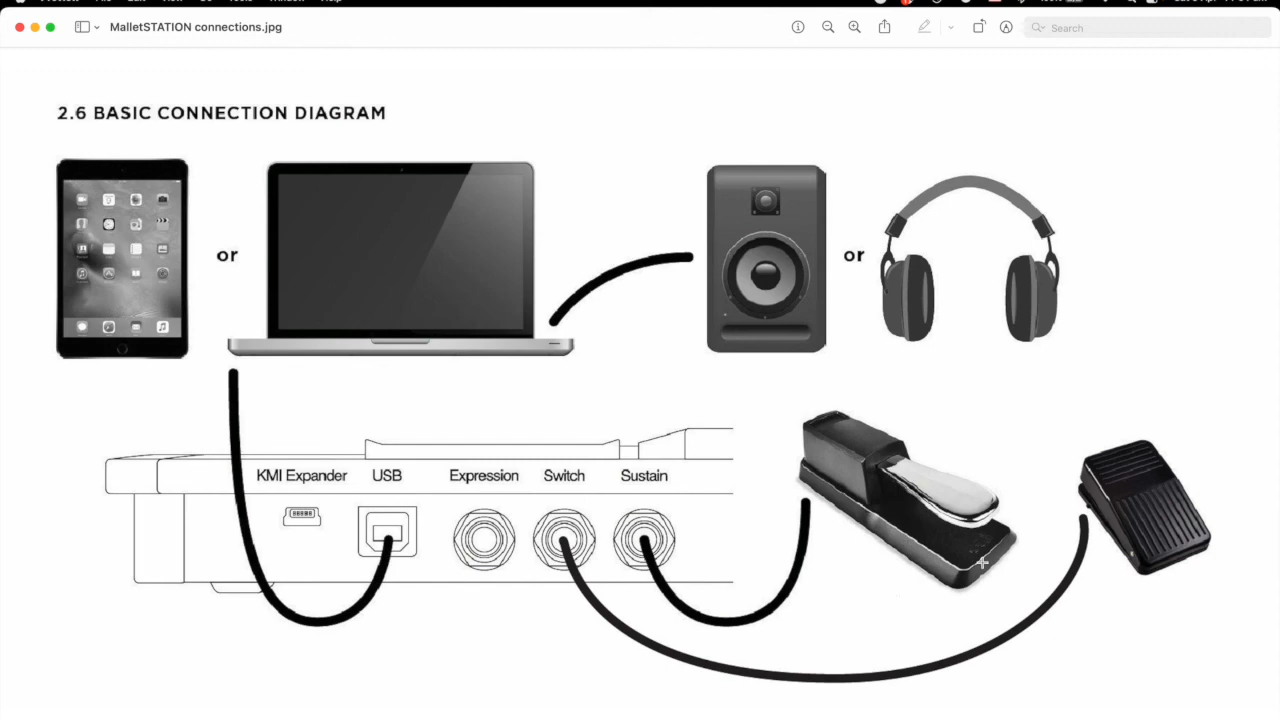 MalletSTATION connections.jpg
Search
2.6 BASIC CONNECTION DIAGRAM
or
or
KMI Expander
USB
Expression
Switch
Sustain